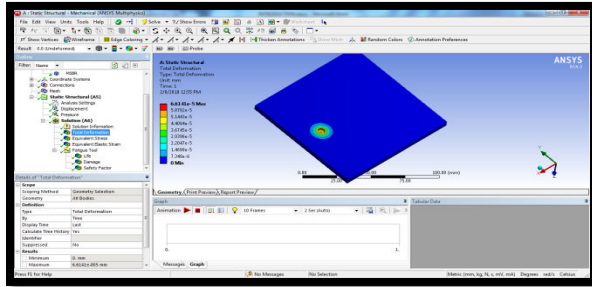 A : Static Structural - Mechanical [ANSYS Multiphysics]
File Edit View Units Tools Help Solve ?/ Show Errors Worksheet
Show Vertices Wireframe Edge Coloring Thicken Annotations Show Mesh Random Colors Annotation Preferences
Result 4.0 (Undeformed) Probe
Outline
Filter: Name
MSBR
Coordinate Systems
Connections
Mesh
Static Structural (A5)
Analysis Settings
Displacement
Pressure
Solution (A6)
Solution Information
Total Deformation
Equivalent Stress
Equivalent Elastic Strain
Fatigue Tool
Life
Damage
Safety Factor
A: Static Structural
Total Deformation
Type: Total Deformation
Unit: mm
Time: 1
0 Min
ANSYS
0.00
100.00 (mm)
25.00
75.00
Geometry Print Preview Report Preview
Details of "Total Deformation"
Scope
Scoping Method Geometry Selection
Geometry All Bodies
Definition
Type Total Deformation
By Time
Display Time Last
Calculate Time History Yes
Identifier
Suppressed No
Results
Minimum 0. mm
Maximum
Graph
Animation 10 Frames 2 Sec (Auto)
0.
1.
Messages Graph
Tabular Data
Press F1 for Help No Messages No Selection Metric (mm, kg, N, s, mV, mA) Degrees rad/s Celsius